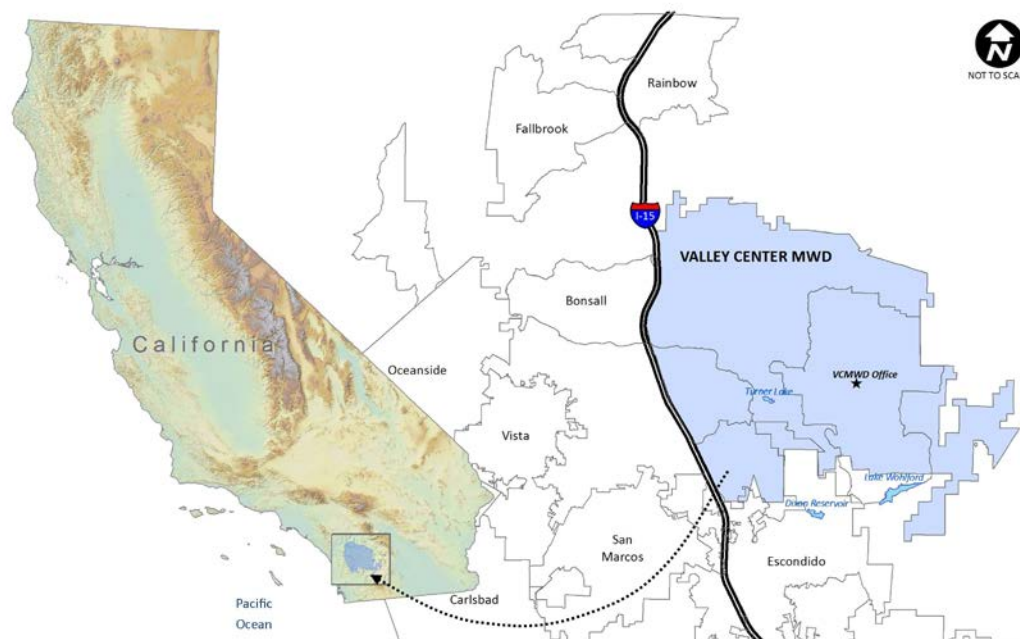 N
NOT TO SCA
Rainbow
Fallbrook
I-15
VALLEY CENTER MWD
Bonsall
California
Oceanside
VCMWD Office
Turner Lake
Vista
Lake Wohlford
Dixon Reservoir
San
Marcos
Escondido
Carlsbad
Pacific
Ocean